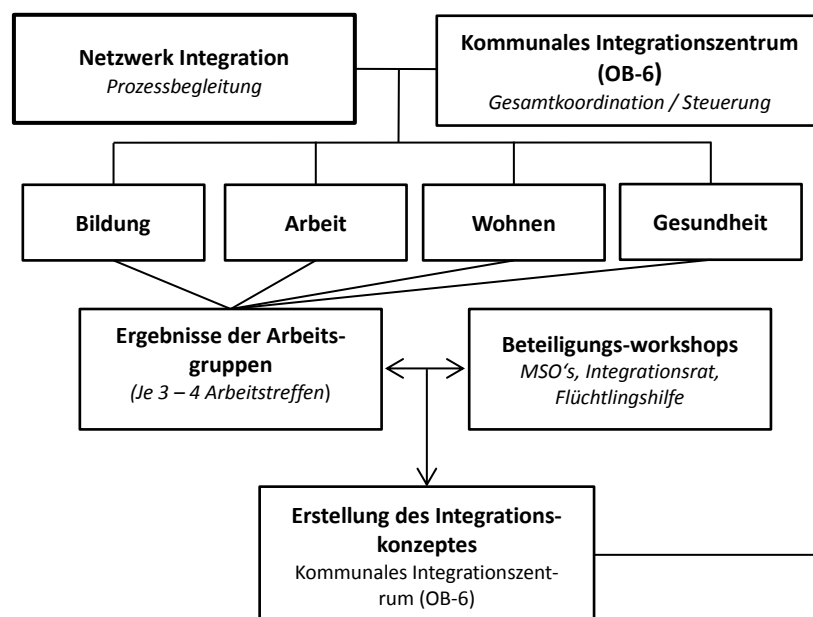 Netzwerk Integration
Prozessbegleitung
Kommunales Integrationszentrum
(OB-6)
Gesamtkoordination / Steuerung
Bildung
Arbeit
Wohnen
Gesundheit
Ergebnisse der Arbeits-
gruppen
(Je 3 – 4 Arbeitstreffen)
Beteiligungs-workshops
MSO‘s, Integrationsrat,
Flüchtlingshilfe
Erstellung des Integrations-
konzeptes
Kommunales Integrationszent-
rum (OB-6)